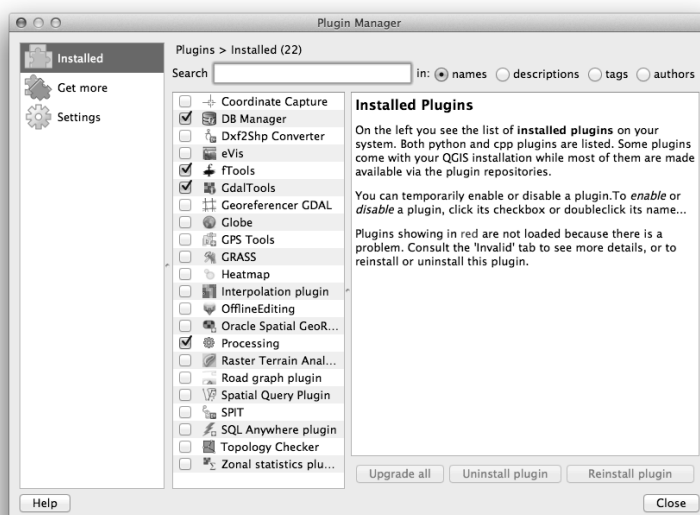 Plugin Manager
Installed
Get more
Settings
Plugins > Installed (22)
Search in: names descriptions tags authors
Coordinate Capture
DB Manager
Dxf2Shp Converter
eVis
fTools
GdalTools
Georeferencer GDAL
Globe
GPS Tools
GRASS
Heatmap
Interpolation plugin
OfflineEditing
Oracle Spatial GeoR...
Processing
Raster Terrain Anal...
Road graph plugin
Spatial Query Plugin
SPIT
SQL Anywhere plugin
Topology Checker
Zonal statistics plu...
Installed Plugins
On the left you see the list of installed plugins on your
system. Both python and cpp plugins are listed. Some plugins
come with your QGIS installation while most of them are made
available via the plugin repositories.
You can temporarily enable or disable a plugin.To enable or
disable a plugin, click its checkbox or doubleclick its name...
Plugins showing in red are not loaded because there is a
problem. Consult the 'Invalid' tab to see more details, or to
reinstall or uninstall this plugin.
Upgrade all Uninstall plugin Reinstall plugin
Help Close